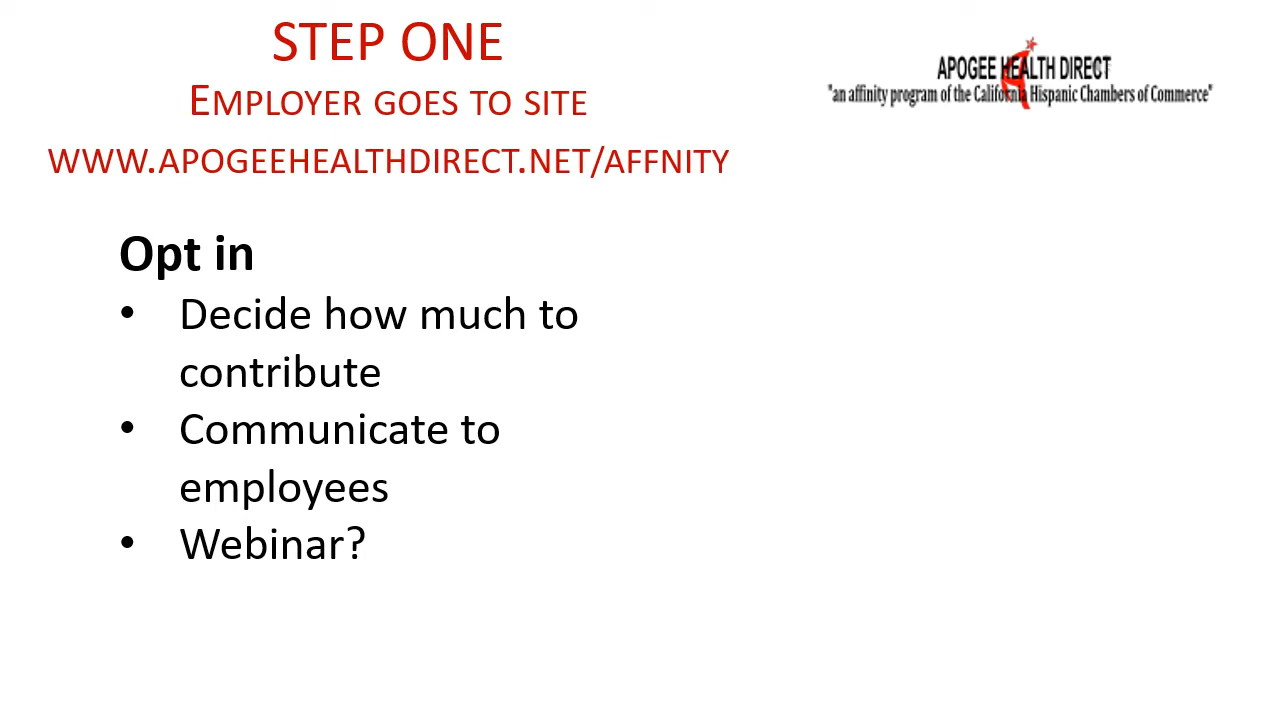 STEP ONE
EMPLOYER GOES TO SITE
WWW.APOGEEHEALTHDIRECT.NET/AFFNITY
APOGEE HEALTH DIRECT
"an affinity program of the California Hispanic Chambers of Commerce"
Opt in
• Decide how much to
contribute
• Communicate to
employees
• Webinar?